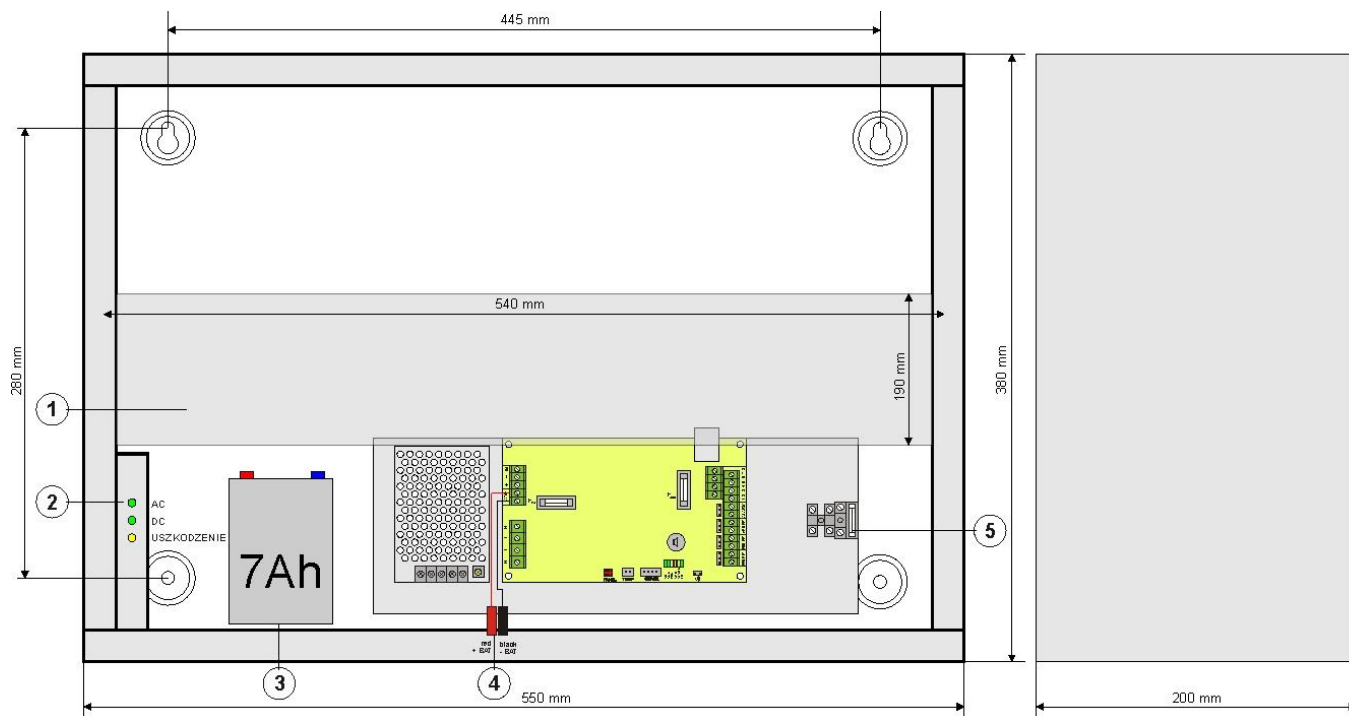 445 mm
540 mm
280 mm
190 mm
380 mm
1
2
AC
DC
USZKODZENIE
7Ah
5
red
+ BAT
black
- BAT
3
4
550 mm
200 mm